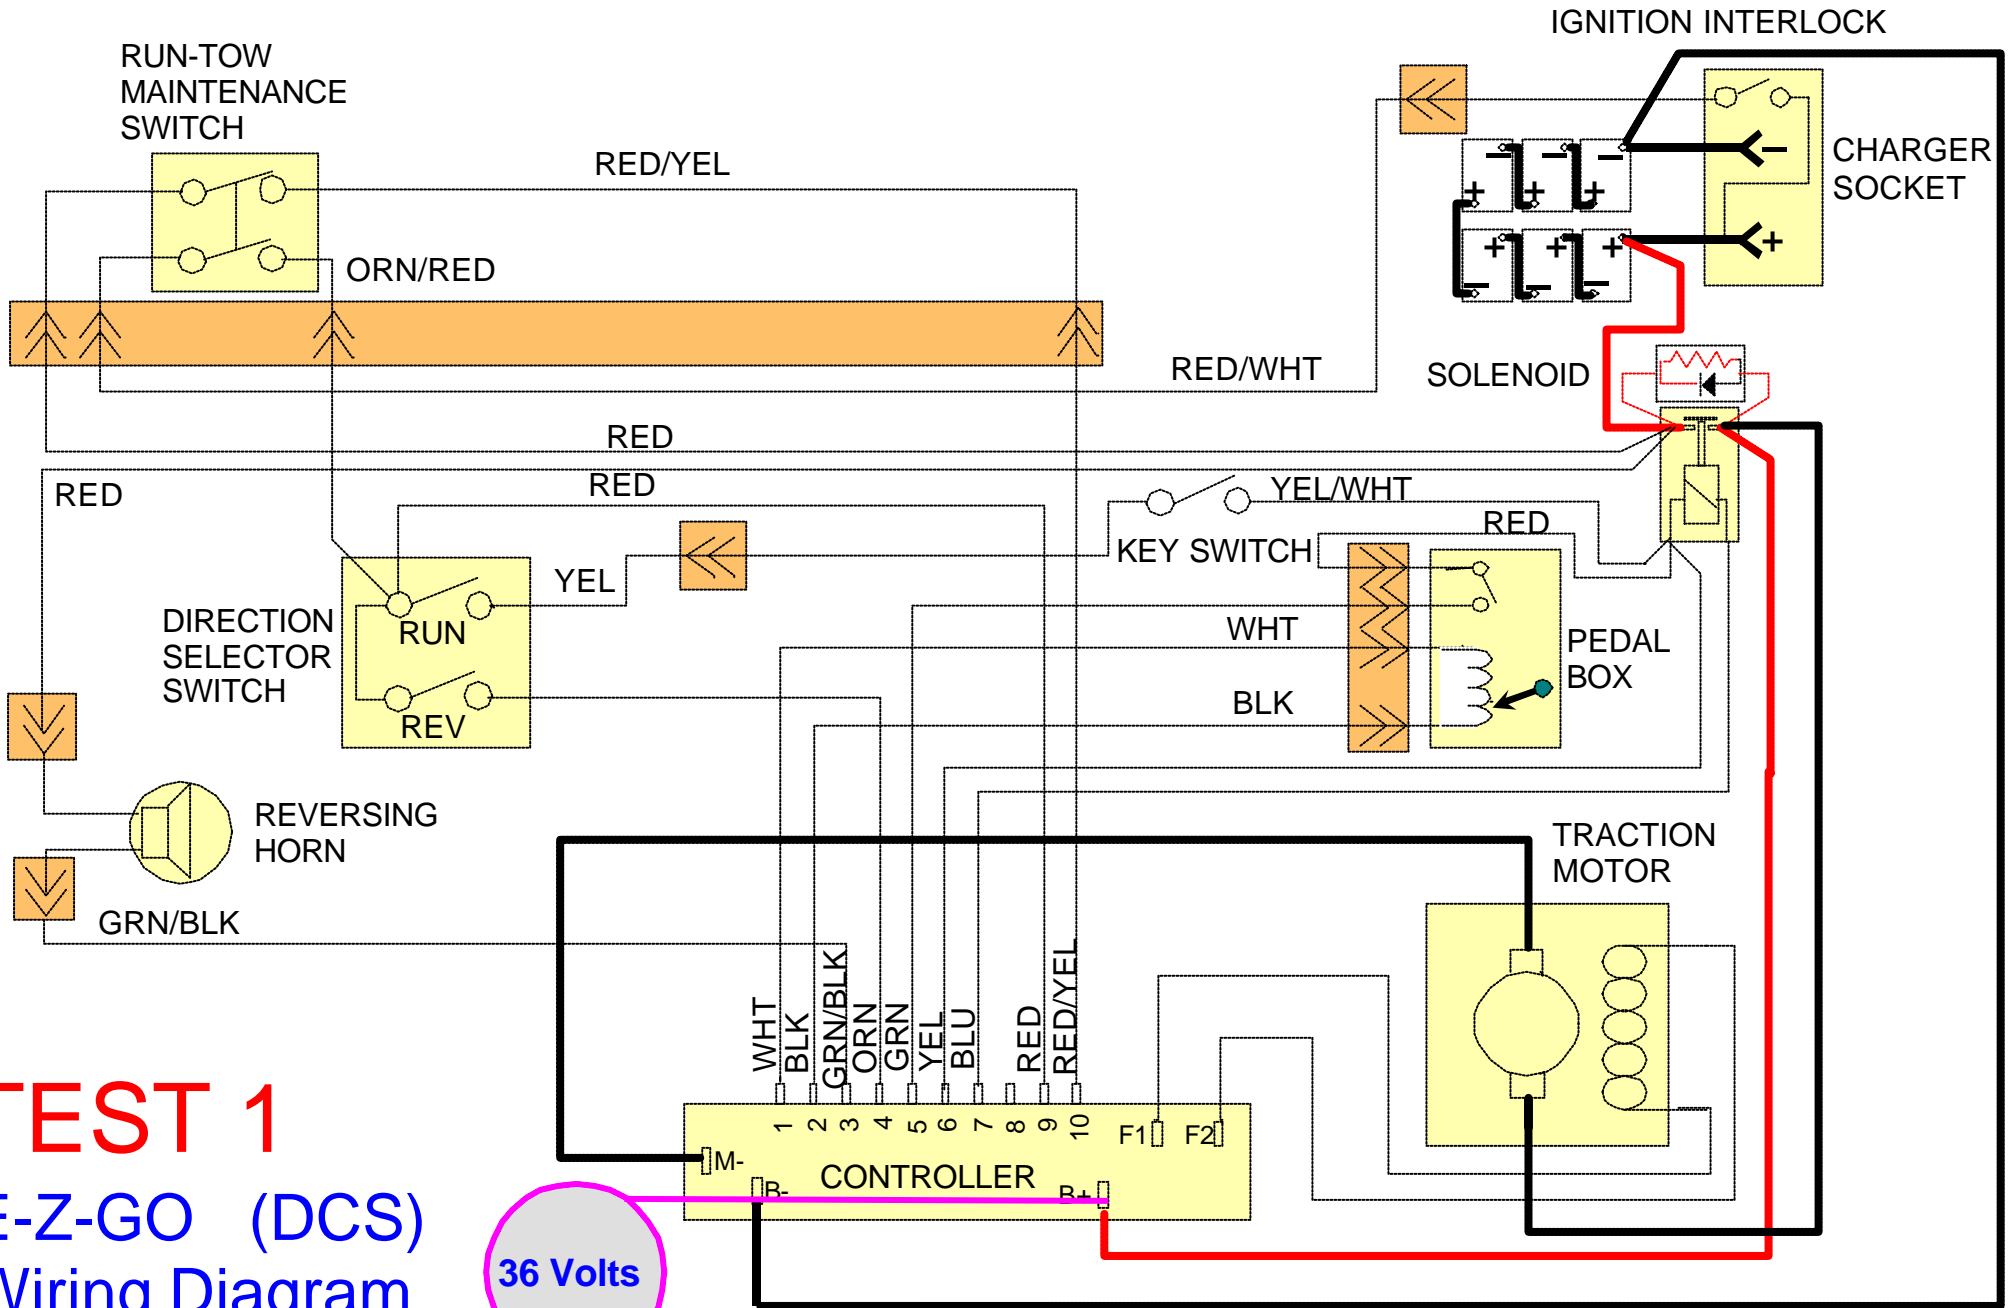 IGNITION INTERLOCK
RUN-TOW
MAINTENANCE
SWITCH
RED/YEL
CHARGER
SOCKET
ORN/RED
RED/WHT
SOLENOID
RED
RED
RED
YEL/WHT
RED
KEY SWITCH
YEL
DIRECTION
SELECTOR
SWITCH
RUN
REV
WHT
BLK
PEDAL
BOX
REVERSING
HORN
GRN/BLK
TRACTION
MOTOR
WHT
BLK
GRN/BLK
ORN
GRN
YEL
BLU
RED
RED/YEL
1 2 3 4 5 6 7 8 9 10
F1 F2
M-
CONTROLLER
B- B+
TEST 1
E-Z-GO (DCS)
Wiring Diagram
36 Volts